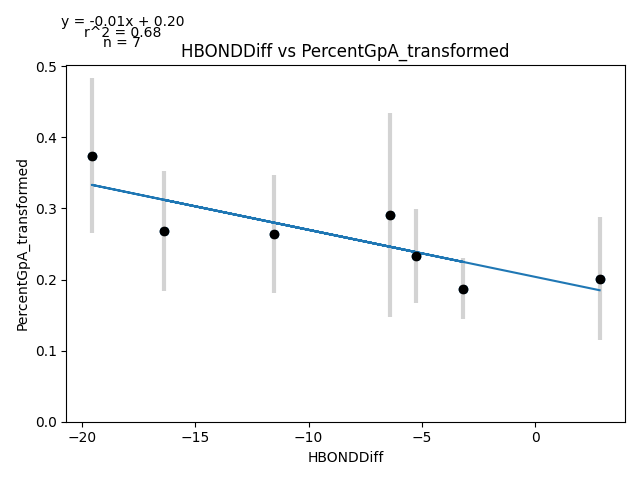 y = -0.01x + 0.20
r^2 = 0.68
n = 7
HBONDDiff vs PercentGpA_transformed
0.5
0.4
0.3
0.2
0.1
0.0
PercentGpA_transformed
−20
−15
−10
−5
0
HBONDDiff